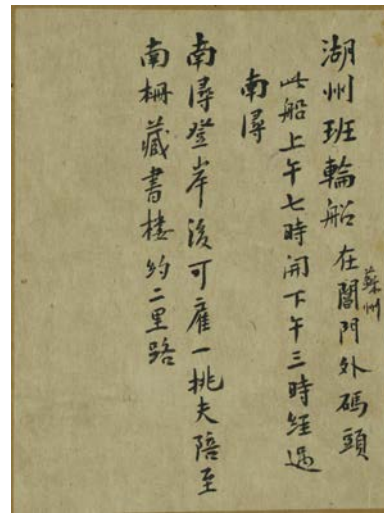 湖州班輪船在蘇州閶門外碼頭
此船上午七時開下午三時經過
南潯
南潯登岸後可雇一挑夫陪至
南柵藏書樓約二里路